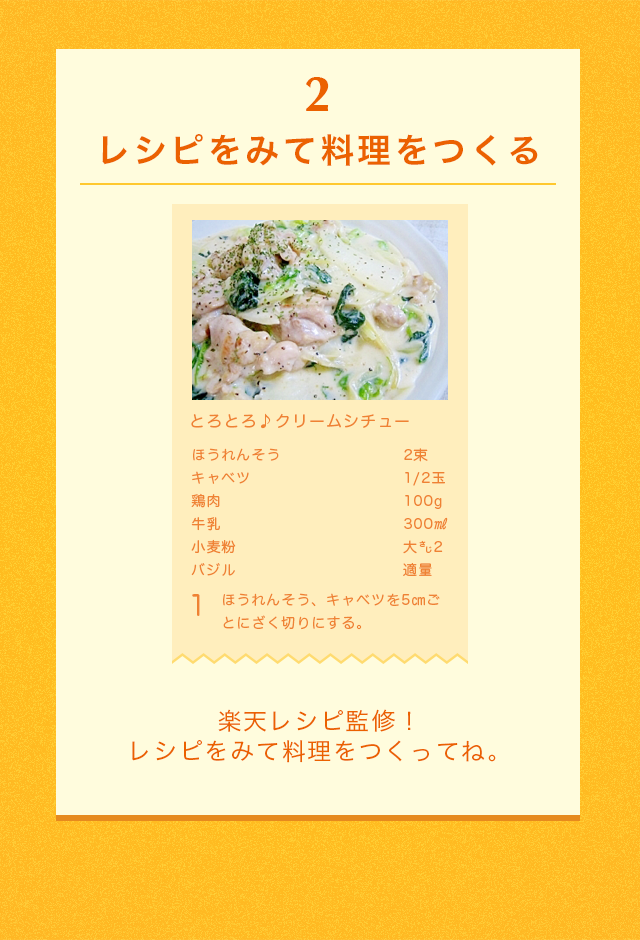 2
レシピをみて料理をつくる
とろとろ♪クリームシチュー
ほうれんそう 2束
キャベツ 1/2玉
鶏肉 100g
牛乳 300㎖
小麦粉 大さじ2
バジル 適量
1 ほうれんそう、キャベツを5㎝ご
とにざく切りにする。
楽天レシピ監修！
レシピをみて料理をつくってね。